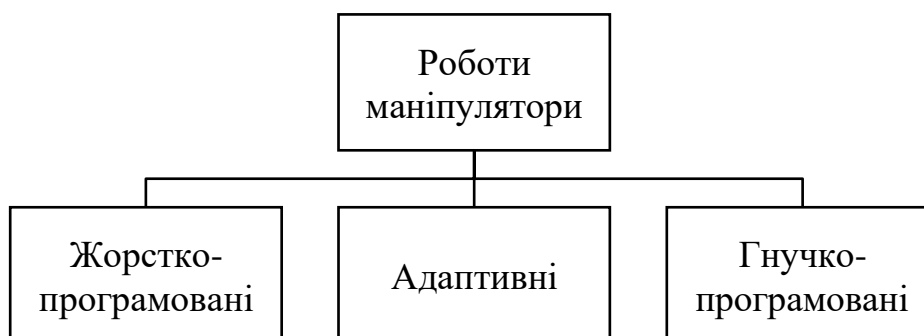 Роботи
маніпулятори
Жорстко-
програмовані
Адаптивні
Гнучко-
програмовані